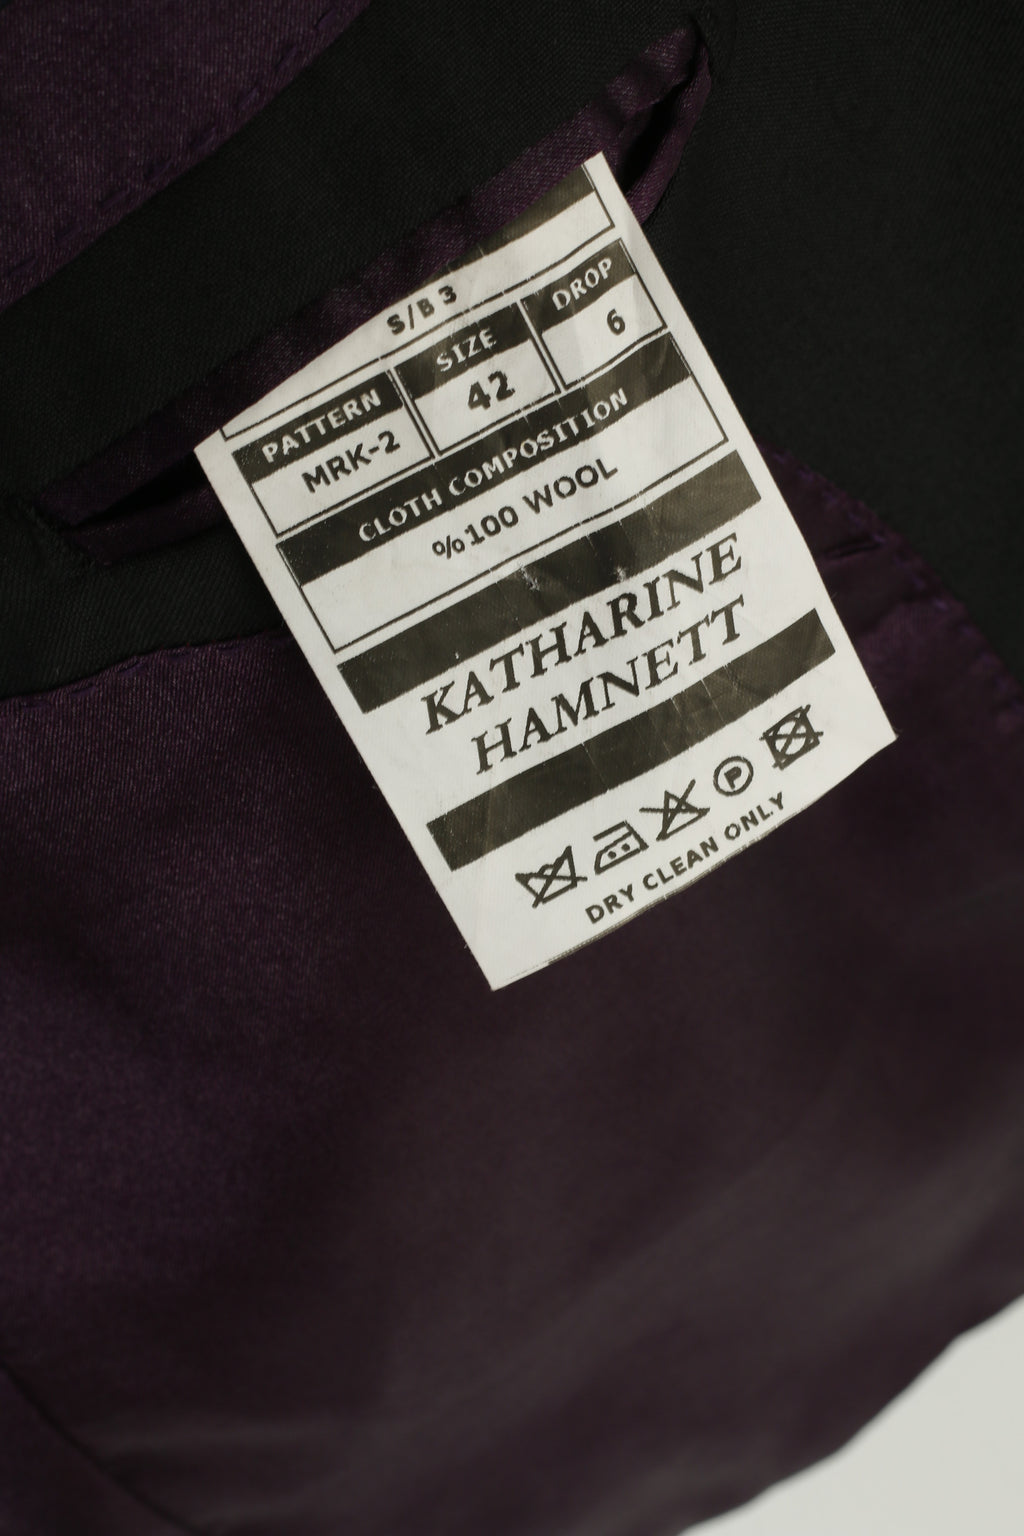 S/B 3
PATTERN SIZE DROP
MRK-2 42 6
CLOTH COMPOSITION
%100 WOOL
KATHARINE
HAMNETT
P
DRY CLEAN ONLY